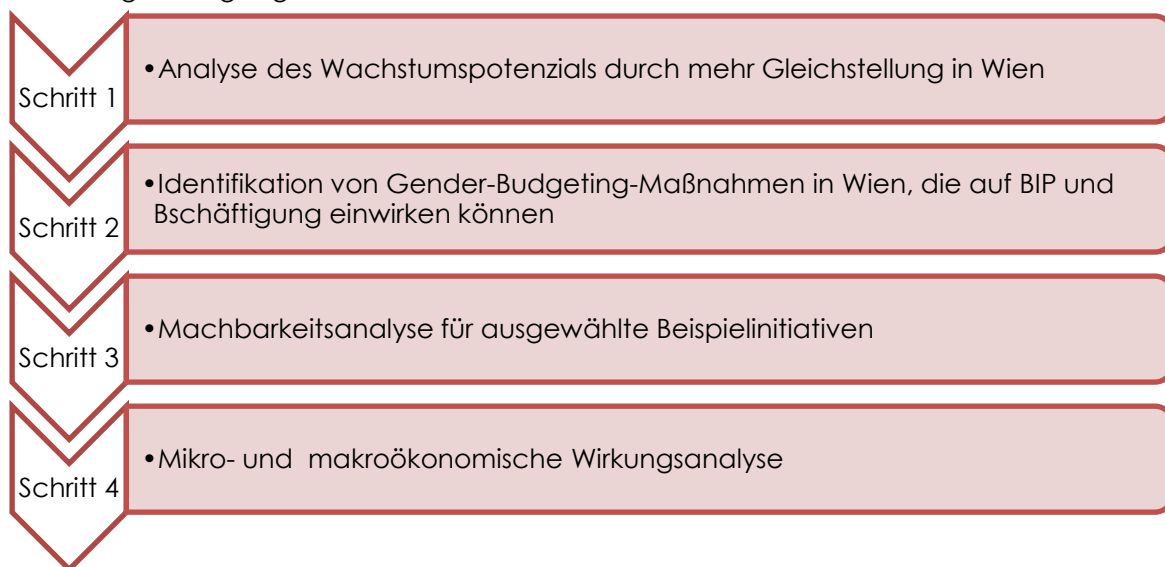 Schritt 1
•Analyse des Wachstumspotenzials durch mehr Gleichstellung in Wien
Schritt 2
•Identifikation von Gender-Budgeting-Maßnahmen in Wien, die auf BIP und
Bschäftigung einwirken können
Schritt 3
•Machbarkeitsanalyse für ausgewählte Beispielinitiativen
Schritt 4
•Mikro- und makroökonomische Wirkungsanalyse